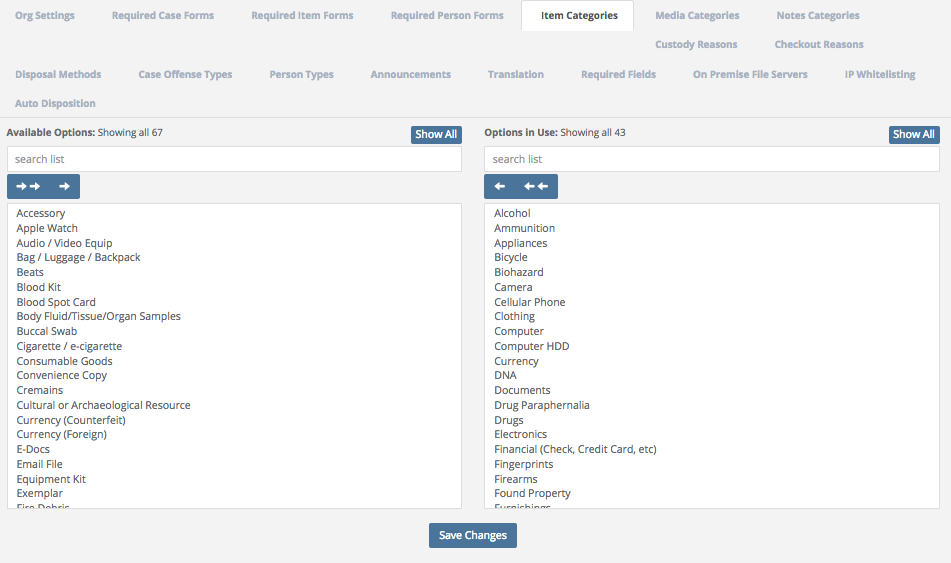 Org Settings Required Case Forms Required Item Forms Required Person Forms Item Categories Media Categories Notes Categories
Custody Reasons Checkout Reasons
Disposal Methods Case Offense Types Person Types Announcements Translation Required Fields On Premise File Servers IP Whitelisting
Auto Disposition
Available Options: Showing all 67 Show All
search list
Accessory
Apple Watch
Audio / Video Equip
Bag / Luggage / Backpack
Beats
Blood Kit
Blood Spot Card
Body Fluid/Tissue/Organ Samples
Buccal Swab
Cigarette / e-cigarette
Consumable Goods
Convenience Copy
Cremains
Cultural or Archaeological Resource
Currency (Counterfeit)
Currency (Foreign)
E-Docs
Email File
Equipment Kit
Exemplar
Fire Debris
Options in Use: Showing all 43 Show All
search list
Alcohol
Ammunition
Appliances
Bicycle
Biohazard
Camera
Cellular Phone
Clothing
Computer
Computer HDD
Currency
DNA
Documents
Drug Paraphernalia
Drugs
Electronics
Financial (Check, Credit Card, etc)
Fingerprints
Firearms
Found Property
Furnishings
Save Changes